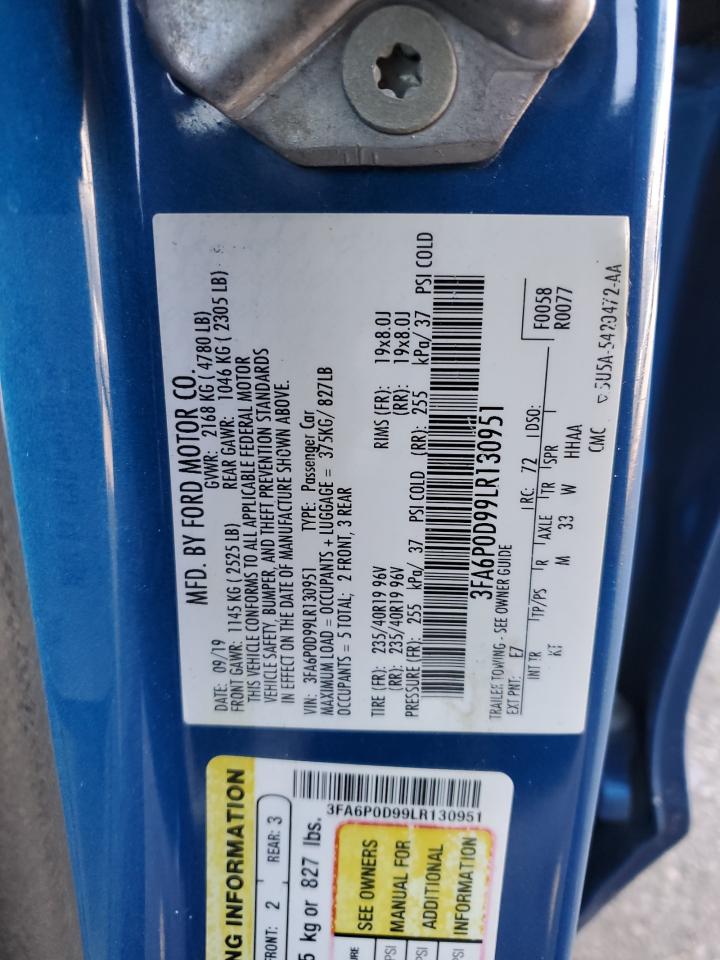 MFD. BY FORD MOTOR CO.
DATE: 09/19 GVWR: 2168 KG ( 4780 LB)
FRONT GAWR: 1145 KG ( 2525 LB) REAR GAWR: 1046 KG ( 2305 LB)
THIS VEHICLE CONFORMS TO ALL APPLICABLE FEDERAL MOTOR
VEHICLE SAFETY, BUMPER, AND THEFT PREVENTION STANDARDS
IN EFFECT ON THE DATE OF MANUFACTURE SHOWN ABOVE.
VIN: 3FA6P0D99LR130951 TYPE: Passenger Car
MAXIMUM LOAD = OCCUPANTS + LUGGAGE = 375KG/ 827LB
OCCUPANTS = 5 TOTAL; 2 FRONT, 3 REAR
TIRE (FR): 235/40R19 96V RIMS (FR): 19x8.0J
(RR): 235/40R19 96V (RR): 19x8.0J
PRESSURE (FR): 255 kPa/ 37 PSI COLD (RR): 255 kPa/ 37 PSI COLD
3FA6P0D99LR130951
TRAILER TOWING - SEE OWNER GUIDE
EXT PNT: E7 RC: 72 DSO: F0058
INT TR TP/PS R AXLE TR SPR R0077
KT M 33 W HHAA
CMC 5U5A-5420472-AA
NG INFORMATION
FRONT: 2 REAR: 3
5 kg or 827 lbs.
3FA6P0D99LR130951
SEE OWNERS
MANUAL FOR
ADDITIONAL
INFORMATION